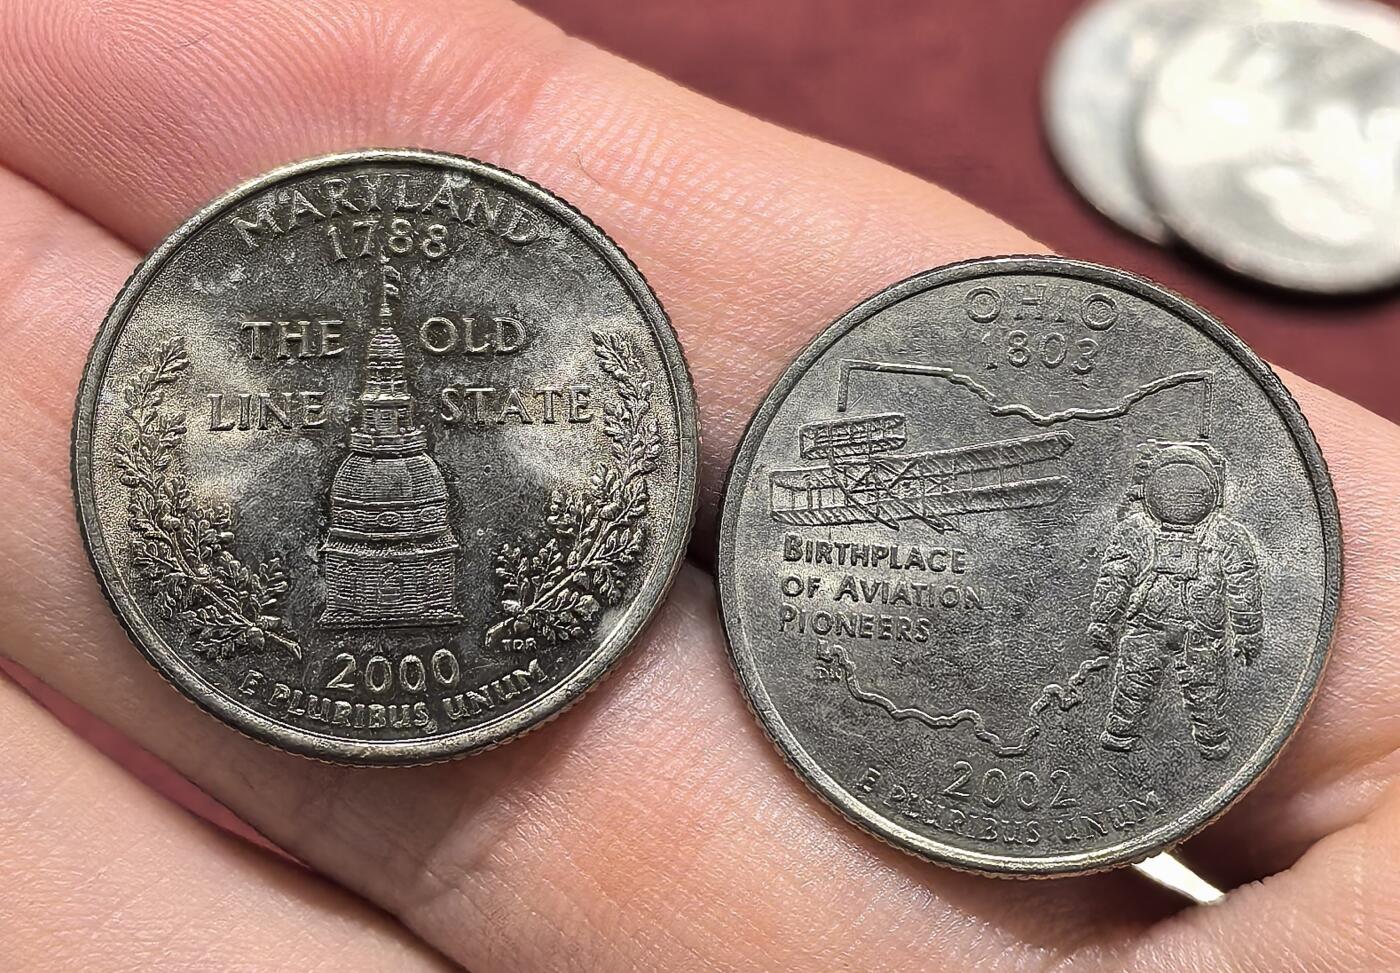 MARYLAND
1788
THE OLD
LINE STATE
TDR
2000
E PLURIBUS UNUM
OHIO
1803
BIRTHPLACE
OF AVIATION
PIONEERS
2002
E PLURIBUS UNUM